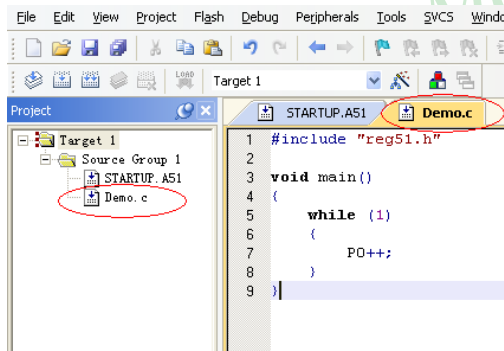 File Edit View Project Flash Debug Peripherals Tools SVCS
LOAD Target 1
Project
STARTUP.A51 Demo.c
Target 1
Source Group 1
STARTUP.A51
Demo.c
1 #include "reg51.h"
2
3 void main()
4 {
5 while (1)
6 {
7 P0++;
8 }
9 }